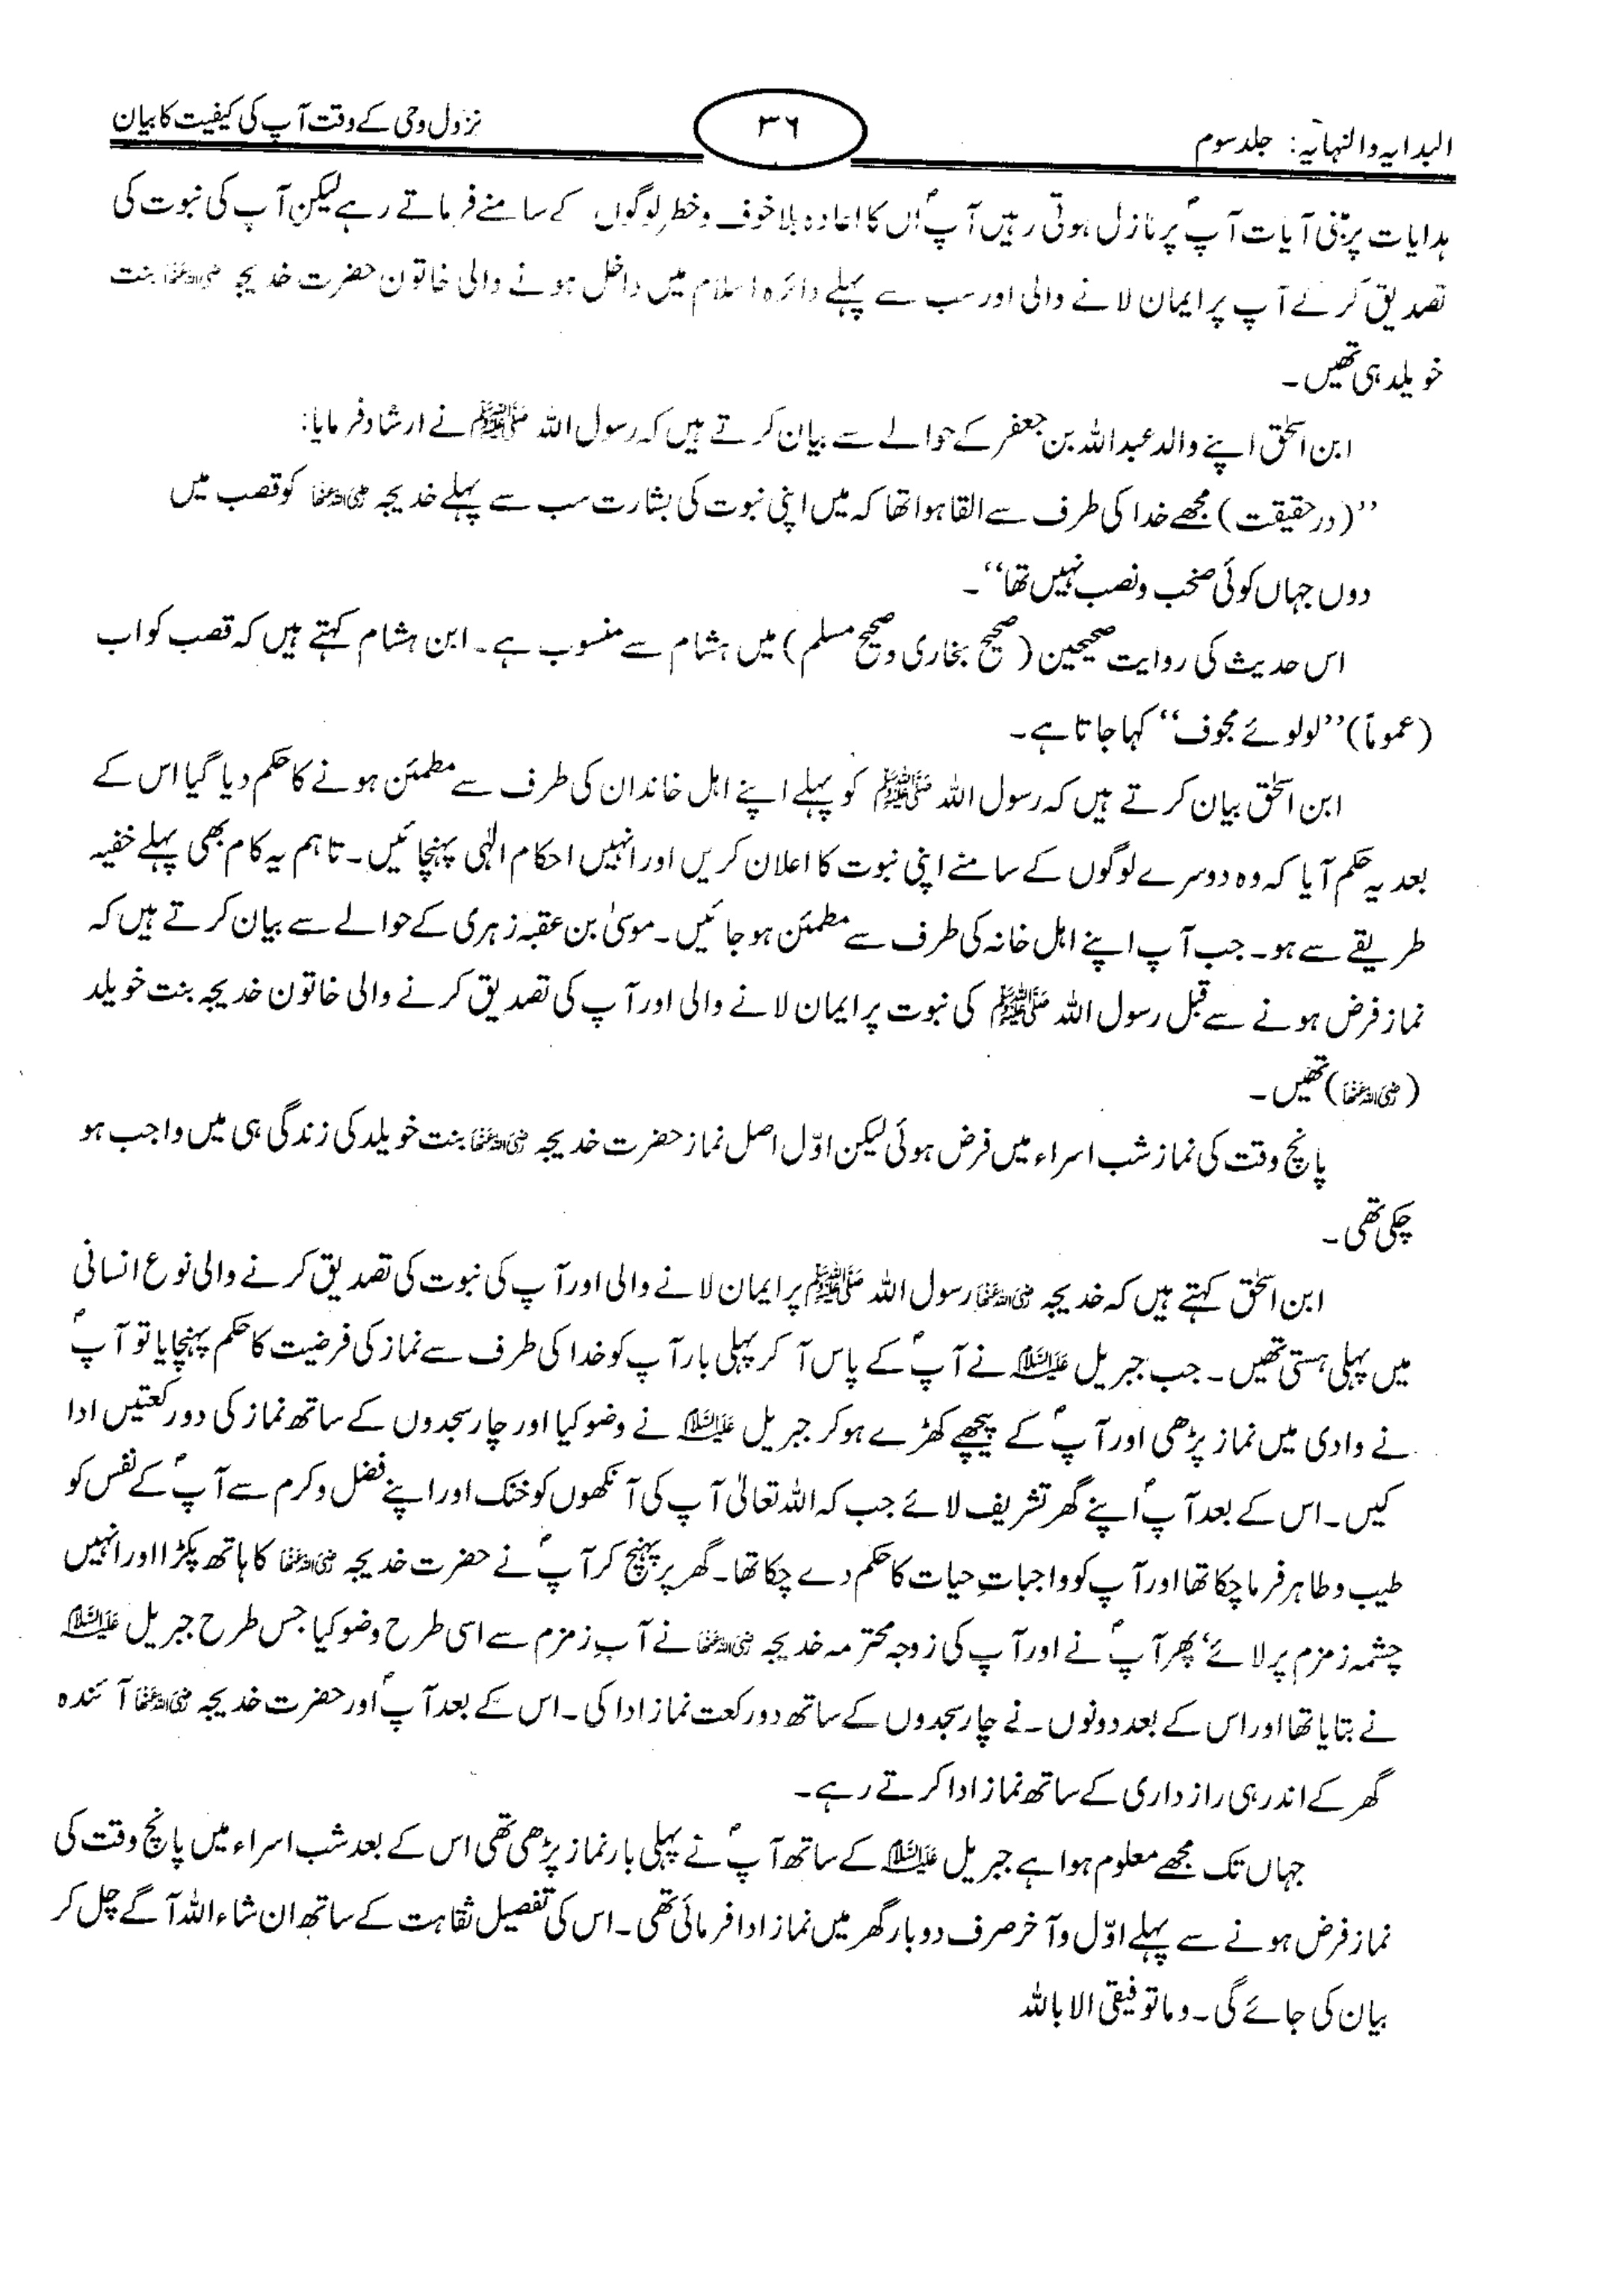 البدایہ والنہایہ: جلد سوم
۳۶
نزول وحی کے وقت آپ کی کیفیت کا بیان
ہدایات پر مبنی آیات آپؐ پر نازل ہوتی رہیں آپؐ اُن کا اعادہ بلا خوف و خطر لوگوں کے سامنے فرماتے رہے لیکن آپ کی نبوت کی
تصدیق کر کے آپ پر ایمان لانے والی اور سب سے پہلے دائرہ اسلام میں داخل ہونے والی خاتون حضرت خدیجہ رضی اللہ عنہا بنت
خویلد ہی تھیں۔
ابن اسحٰق اپنے والد عبداللہ بن جعفر کے حوالے سے بیان کرتے ہیں کہ رسول اللہ ﷺ نے ارشاد فرمایا:
’’(درحقیقت) مجھے خدا کی طرف سے القا ہوا تھا کہ میں اپنی نبوت کی بشارت سب سے پہلے خدیجہ رضی اللہ عنہا کو قصب میں
دوں جہاں کوئی صخب و نصب نہیں تھا‘‘۔
اس حدیث کی روایت صحیحین (صحیح بخاری و صحیح مسلم) میں ہشام سے منسوب ہے۔ ابن ہشام کہتے ہیں کہ قصب کو اب
(عموماً) ’’لولوئے مجوف‘‘ کہا جاتا ہے۔
ابن اسحٰق بیان کرتے ہیں کہ رسول اللہ ﷺ کو پہلے اپنے اہل خاندان کی طرف سے مطمئن ہونے کا حکم دیا گیا اس کے
بعد یہ حکم آیا کہ وہ دوسرے لوگوں کے سامنے اپنی نبوت کا اعلان کریں اور انہیں احکام الٰہی پہنچائیں۔ تاہم یہ کام بھی پہلے خفیہ
طریقے سے ہو۔ جب آپ اپنے اہل خانہ کی طرف سے مطمئن ہو جائیں۔ موسیٰ بن عقبہ زہری کے حوالے سے بیان کرتے ہیں کہ
نماز فرض ہونے سے قبل رسول اللہ ﷺ کی نبوت پر ایمان لانے والی اور آپ کی تصدیق کرنے والی خاتون خدیجہ بنت خویلد
(رضی اللہ عنہا) تھیں۔
پانچ وقت کی نماز شب اسراء میں فرض ہوئی لیکن اوّل اصل نماز حضرت خدیجہ رضی اللہ عنہا بنت خویلد کی زندگی ہی میں واجب ہو
چکی تھی۔
ابن اسحٰق کہتے ہیں کہ خدیجہ رضی اللہ عنہا رسول اللہ ﷺ پر ایمان لانے والی اور آپ کی نبوت کی تصدیق کرنے والی نوع انسانی
میں پہلی ہستی تھیں۔ جب جبریل علیہ السلام نے آپؐ کے پاس آ کر پہلی بار آپ کو خدا کی طرف سے نماز کی فرضیت کا حکم پہنچایا تو آپؐ
نے وادی میں نماز پڑھی اور آپؐ کے پیچھے کھڑے ہو کر جبریل علیہ السلام نے وضو کیا اور چار سجدوں کے ساتھ نماز کی دو رکعتیں ادا
کیں۔ اس کے بعد آپؐ اپنے گھر تشریف لائے جب کہ اللہ تعالیٰ آپ کی آنکھوں کو خنک اور اپنے فضل و کرم سے آپؐ کے نفس کو
طیب و طاہر فرما چکا تھا اور آپ کو واجباتِ حیات کا حکم دے چکا تھا۔ گھر پر پہنچ کر آپؐ نے حضرت خدیجہ رضی اللہ عنہا کا ہاتھ پکڑا اور انہیں
چشمہ زمزم پر لائے‘ پھر آپؐ نے اور آپ کی زوجہ محترمہ خدیجہ رضی اللہ عنہا نے آبِ زمزم سے اسی طرح وضو کیا جس طرح جبریل علیہ السلام
نے بتایا تھا اور اس کے بعد دونوں۔ نے چار سجدوں کے ساتھ دو رکعت نماز ادا کی۔ اس کے بعد آپؐ اور حضرت خدیجہ رضی اللہ عنہا آئندہ
گھر کے اندر ہی راز داری کے ساتھ نماز ادا کرتے رہے۔
جہاں تک مجھے معلوم ہوا ہے جبریل علیہ السلام کے ساتھ آپؐ نے پہلی بار نماز پڑھی تھی اس کے بعد شب اسراء میں پانچ وقت کی
نماز فرض ہونے سے پہلے اوّل و آخر صرف دو بار گھر میں نماز ادا فرمائی تھی۔ اس کی تفصیل ثقاہت کے ساتھ ان شاء اللہ آگے چل کر
بیان کی جائے گی۔ وما توفیقی الا باللہ